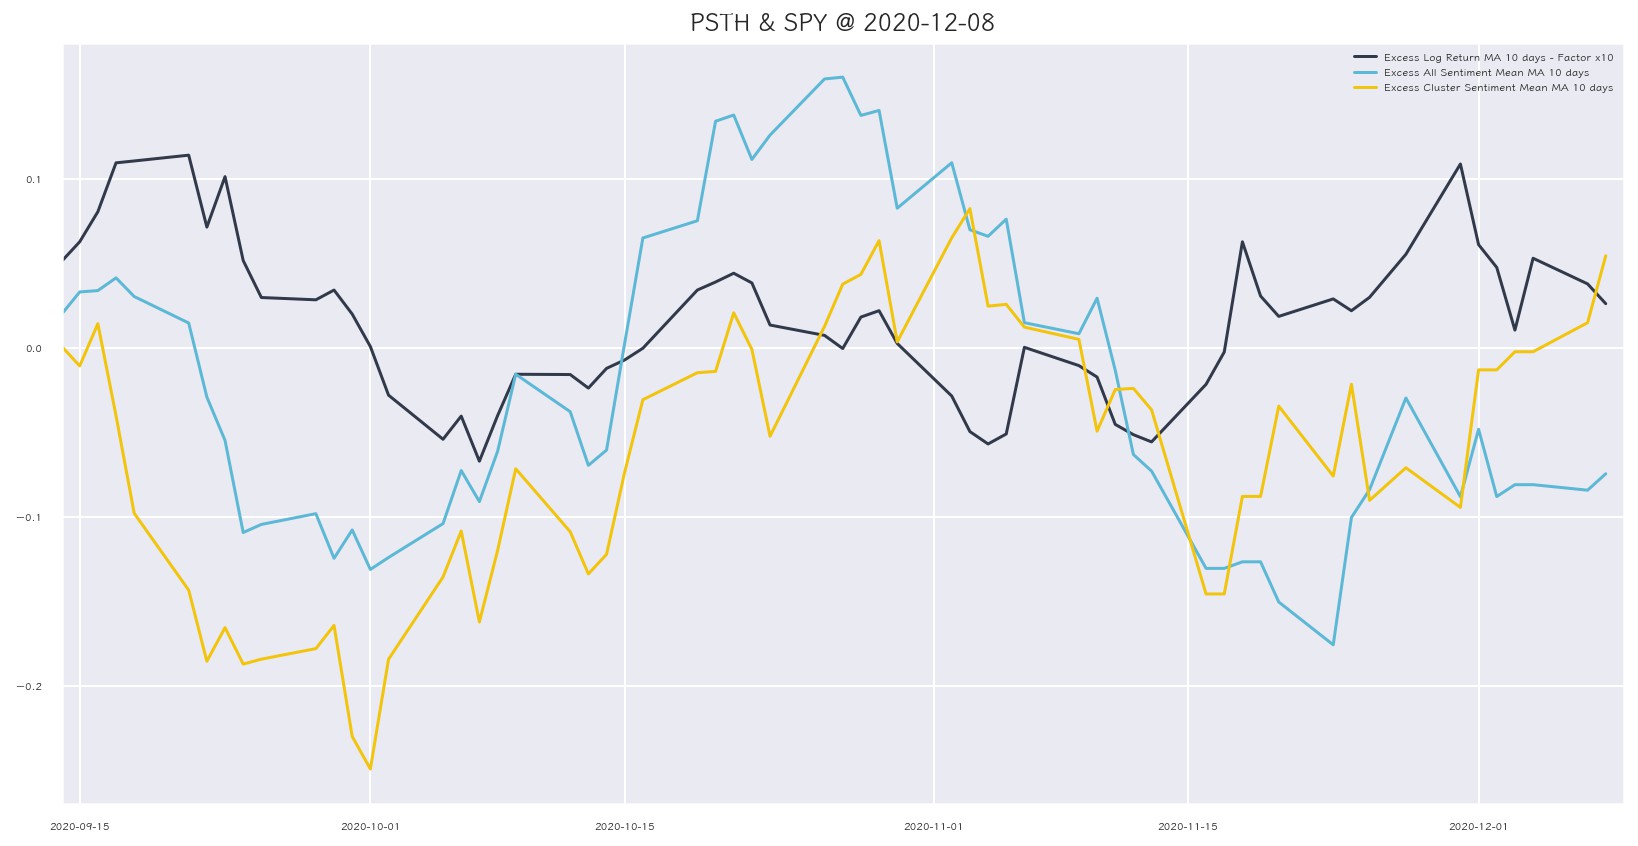 PSTH & SPY @ 2020-12-08
Excess Log Return MA 10 days - Factor x10
Excess All Sentiment Mean MA 10 days
Excess Cluster Sentiment Mean MA 10 days
0.1
0.0
−0.1
−0.2
2020-09-15
2020-10-01
2020-10-15
2020-11-01
2020-11-15
2020-12-01